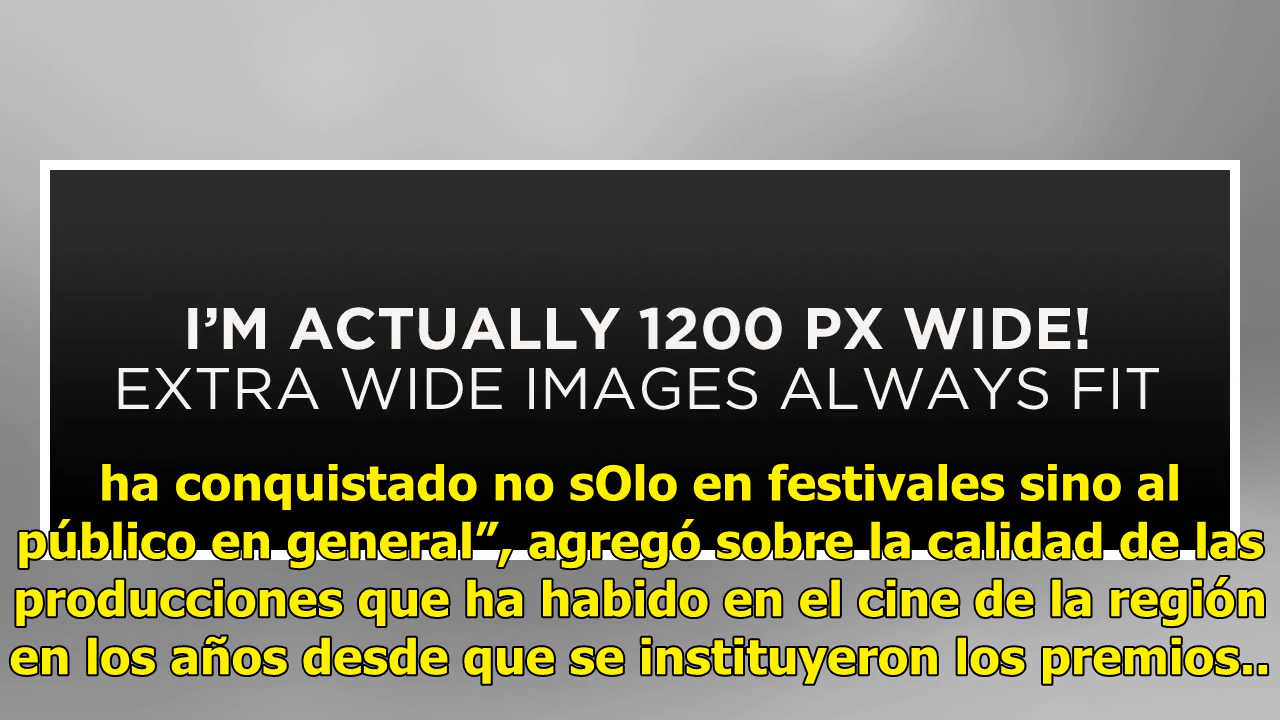 I’M ACTUALLY 1200 PX WIDE!
EXTRA WIDE IMAGES ALWAYS FIT
ha conquistado no sOlo en festivales sino al
público en general”, agregó sobre la calidad de las
producciones que ha habido en el cine de la región
en los años desde que se instituyeron los premios..